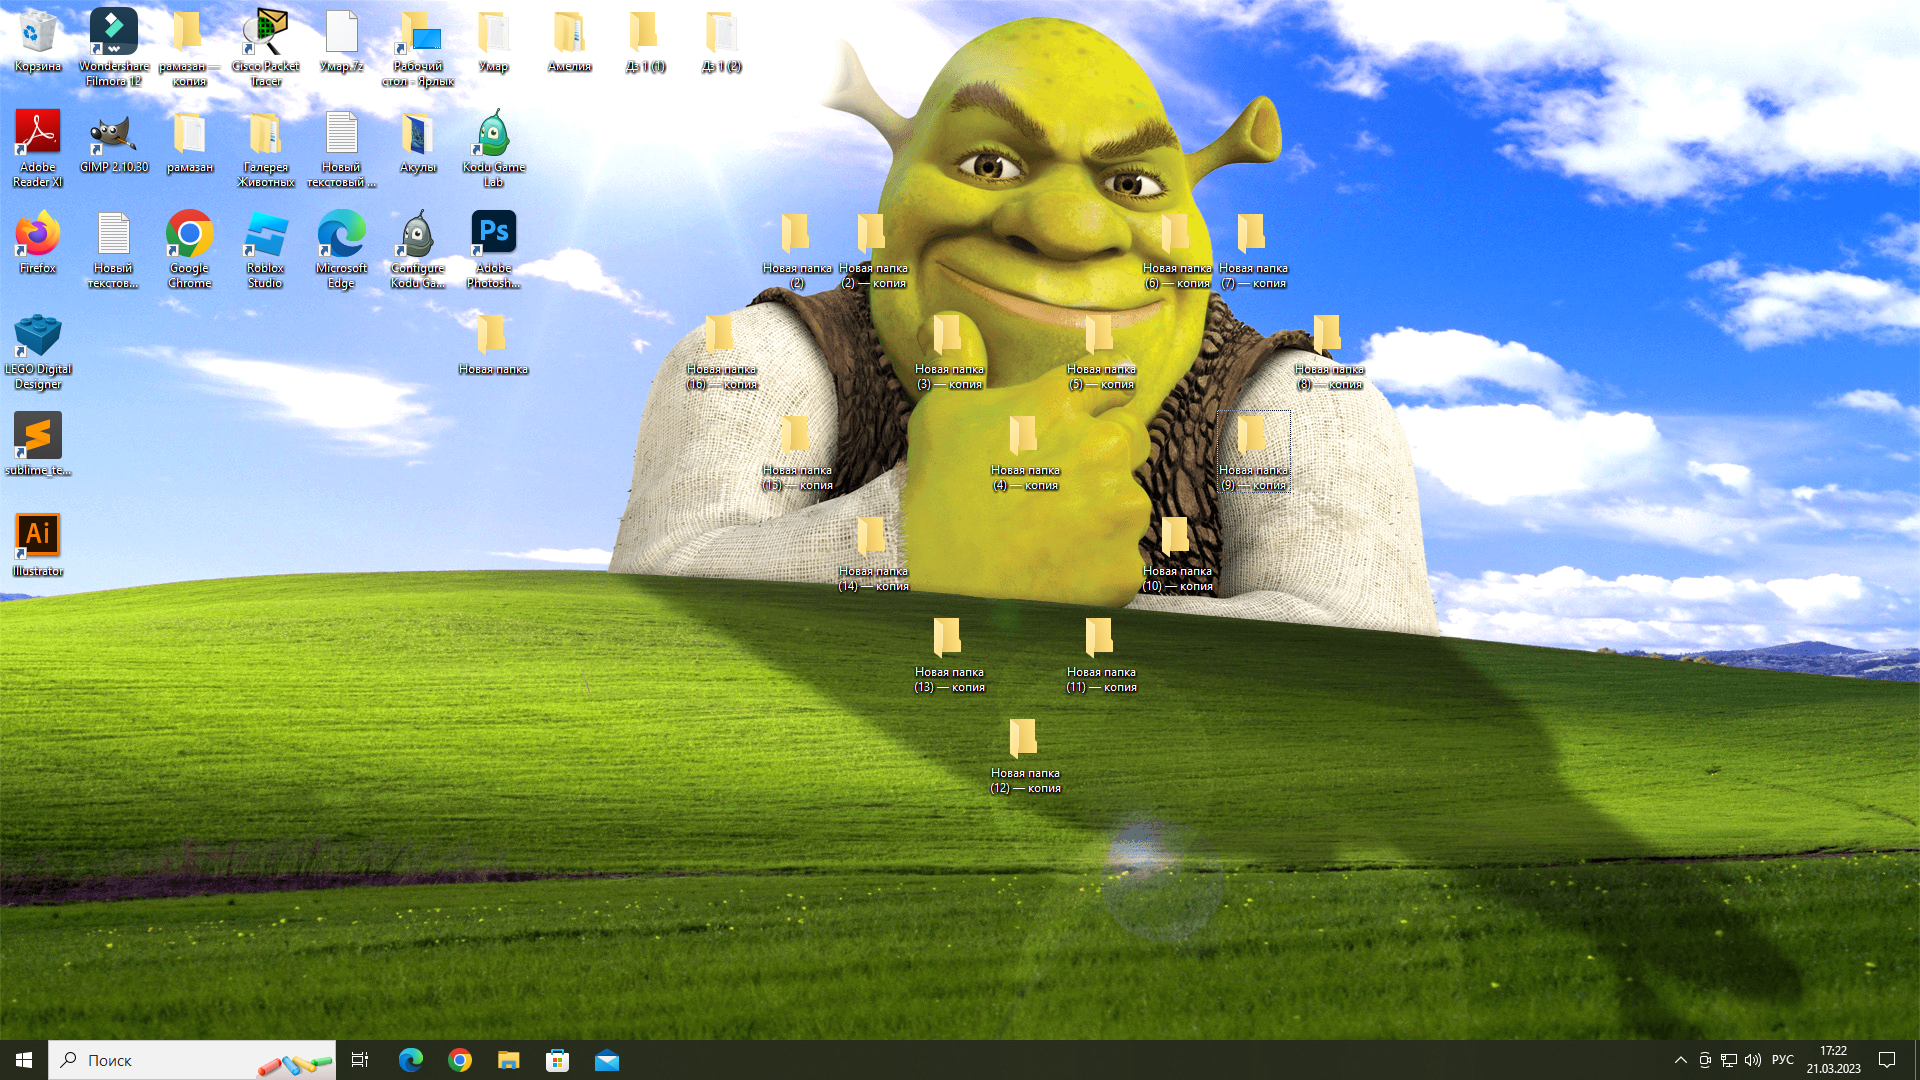 Корзина
Wondershare
Filmora 12
рамазан —
копия
Cisco Packet
Tracer
Умар.7z
Рабочий
стол - Ярлык
Умар
Амелия
Дз 1 (1)
Дз 1 (2)
Adobe
Reader XI
GIMP 2.10.30
рамазан
Галерея
Животных
Новый
текстовый ...
Акулы
Kodu Game
Lab
Firefox
Новый
текстов...
Google
Chrome
Roblox
Studio
Microsoft
Edge
Configure
Kodu Ga...
Ps
Adobe
Photosh...
Новая папка
(2)
Новая папка
(2) — копия
Новая папка
(6) — копия
Новая папка
(7) — копия
LEGO Digital
Designer
Новая папка
Новая папка
(16) — копия
Новая папка
(3) — копия
Новая папка
(5) — копия
Новая папка
(8) — копия
sublime_te...
Новая папка
(15) — копия
Новая папка
(4) — копия
Новая папка
(9) — копия
Ai
Illustrator
Новая папка
(14) — копия
Новая папка
(10) — копия
Новая папка
(13) — копия
Новая папка
(11) — копия
Новая папка
(12) — копия
Поиск
РУС
17:22
21.03.2023